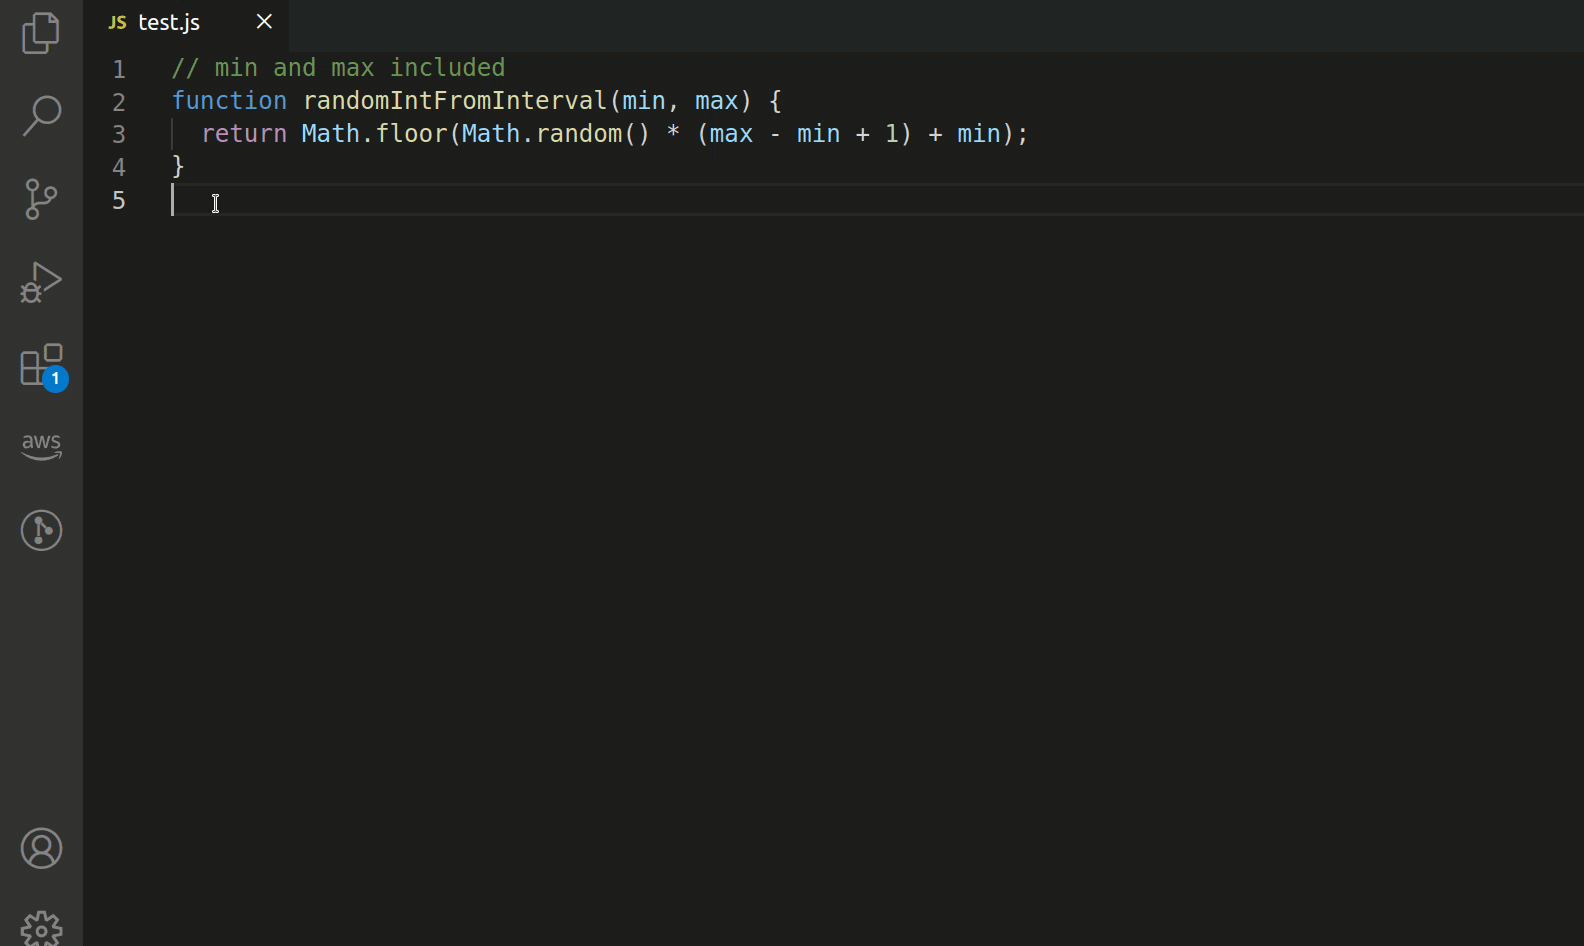 JS test.js
1 // min and max included
2 function randomIntFromInterval(min, max) {
3   return Math.floor(Math.random() * (max - min + 1) + min);
4 }
5
1
aws